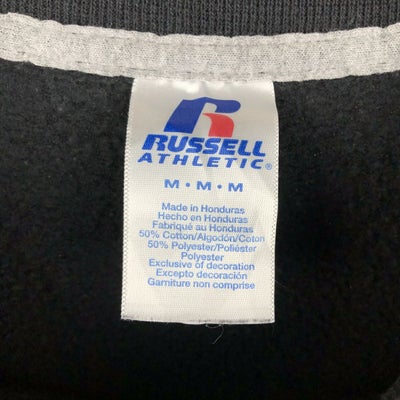 RUSSELL
ATHLETIC®
M • M • M
Made in Honduras
Hecho en Honduras
Fabriqué au Honduras
50% Cotton/Algodón/Coton
50% Polyester/Poliéster
Polyester
Exclusive of decoration
Excepto decoración
Garniture non comprise